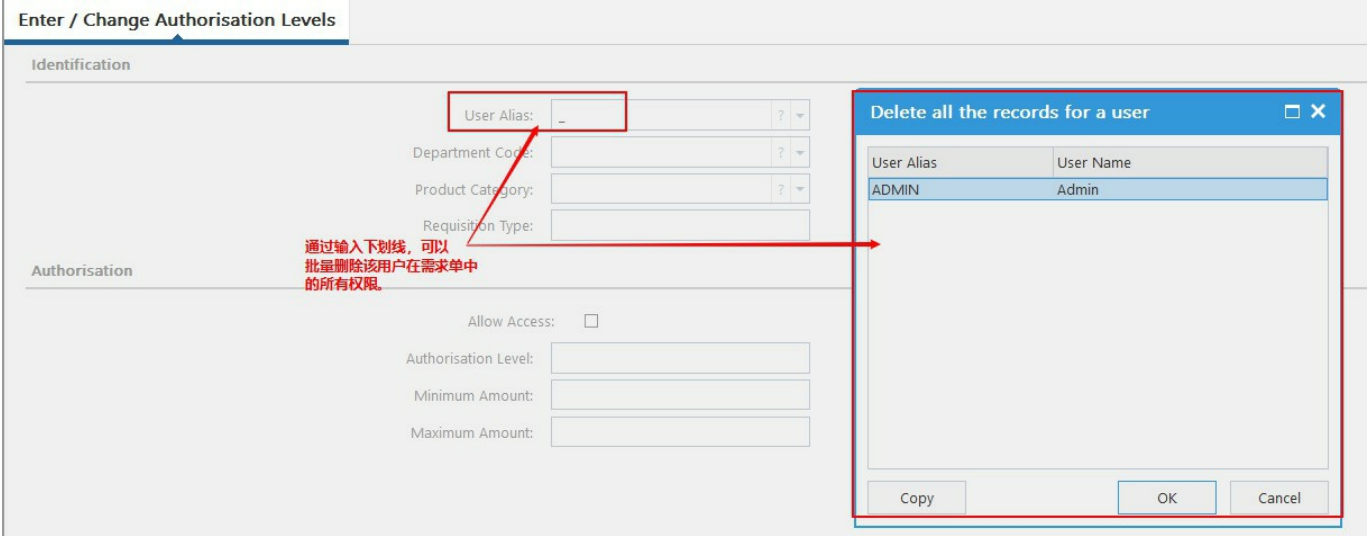 Enter / Change Authorisation Levels
Identification
User Alias: _ ?
Department Code: ?
Product Category: ?
Requisition Type:
通过输入下划线，可以
批量删除该用户在需求单中
的所有权限。
Authorisation
Allow Access:
Authorisation Level:
Minimum Amount:
Maximum Amount:
Delete all the records for a user
User Alias User Name
ADMIN Admin
Copy OK Cancel